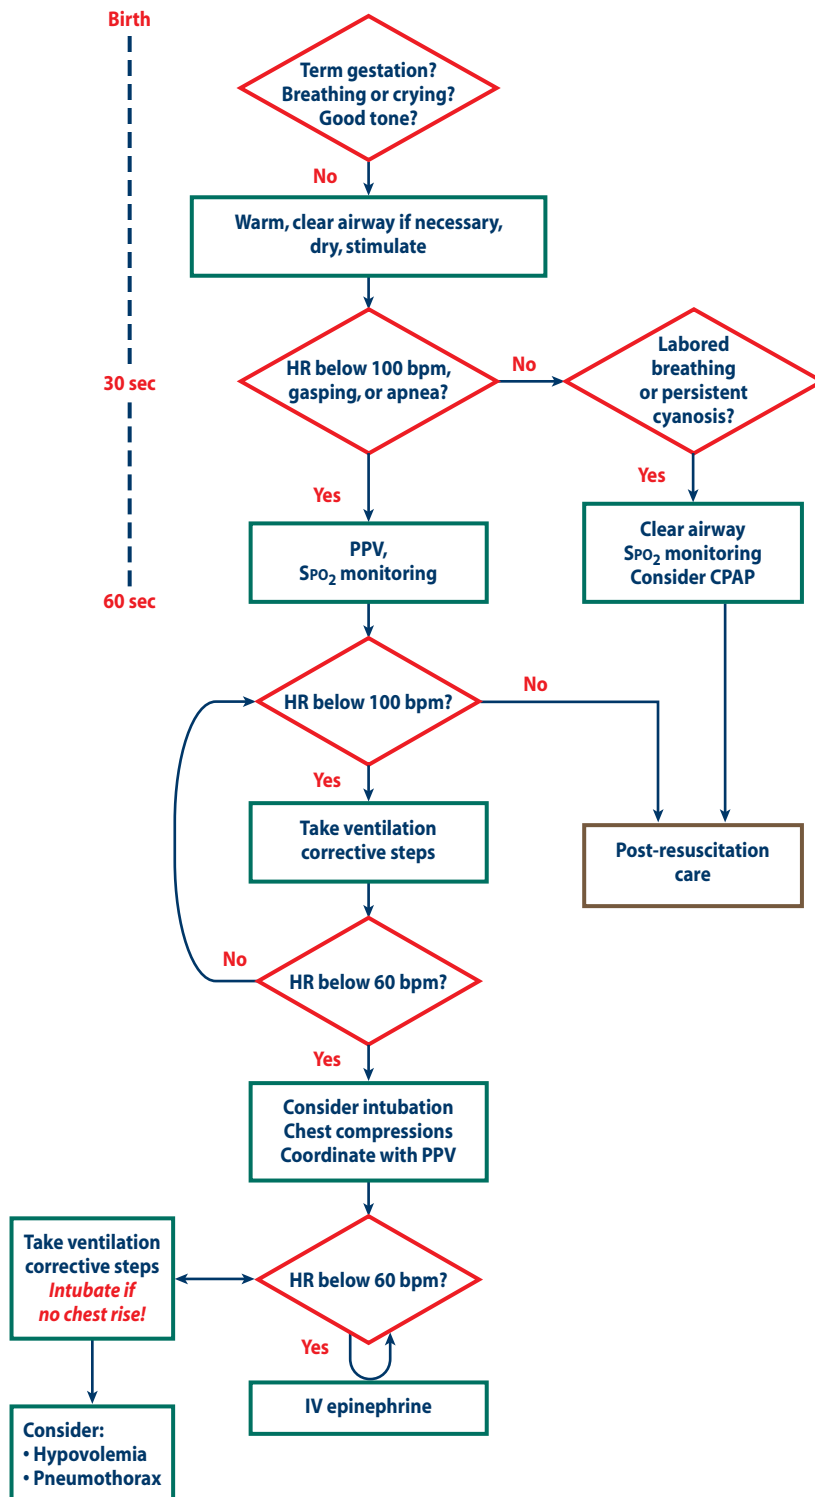 Birth
Term gestation?
Breathing or crying?
Good tone?
No
Warm, clear airway if necessary,
dry, stimulate
30 sec
HR below 100 bpm,
gasping, or apnea?
No
Labored
breathing
or persistent
cyanosis?
Yes
Yes
PPV,
SPO₂ monitoring
Clear airway
SPO₂ monitoring
Consider CPAP
60 sec
HR below 100 bpm?
No
Yes
Take ventilation
corrective steps
Post-resuscitation
care
No
HR below 60 bpm?
Yes
Consider intubation
Chest compressions
Coordinate with PPV
Take ventilation
corrective steps
Intubate if
no chest rise!
HR below 60 bpm?
Yes
IV epinephrine
Consider:
• Hypovolemia
• Pneumothorax